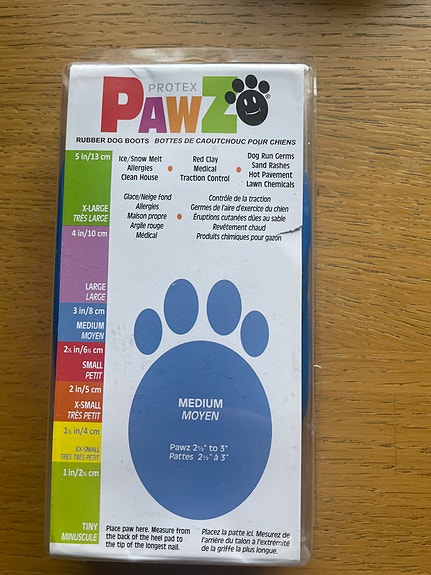 PROTEX
PAWZ®
RUBBER DOG BOOTS BOTTES DE CAOUTCHOUC POUR CHIENS
5 in/13 cm
X-LARGE
TRÈS LARGE
4 in/10 cm
LARGE
LARGE
3 in/8 cm
MEDIUM
MOYEN
SMALL
PETIT
2 in/5 cm
X-SMALL
TRÈS PETIT
XX-SMALL
TRÈS TRÈS PETIT
TINY
MINUSCULE
Ice/Snow Melt
Allergies
Clean House
Red Clay
Medical
Traction Control
Dog Run Germs
Sand Rashes
Hot Pavement
Lawn Chemicals
Glace/Neige fond
Allergies
Maison propre
Argile rouge
Médical
Contrôle de la traction
Germes de l'aire d'exercice du chien
Éruptions cutanées dûes au sable
Revêtement chaud
Produits chimiques pour gazon
MEDIUM
MOYEN
Pawz 2½" to 3"
Pattes 2½" à 3"
Place paw here. Measure from
the back of the heel pad to
the tip of the longest nail.
Placez la patte ici. Mesurez de
l'arrière du talon à l'extrémité
de la griffe la plus longue.